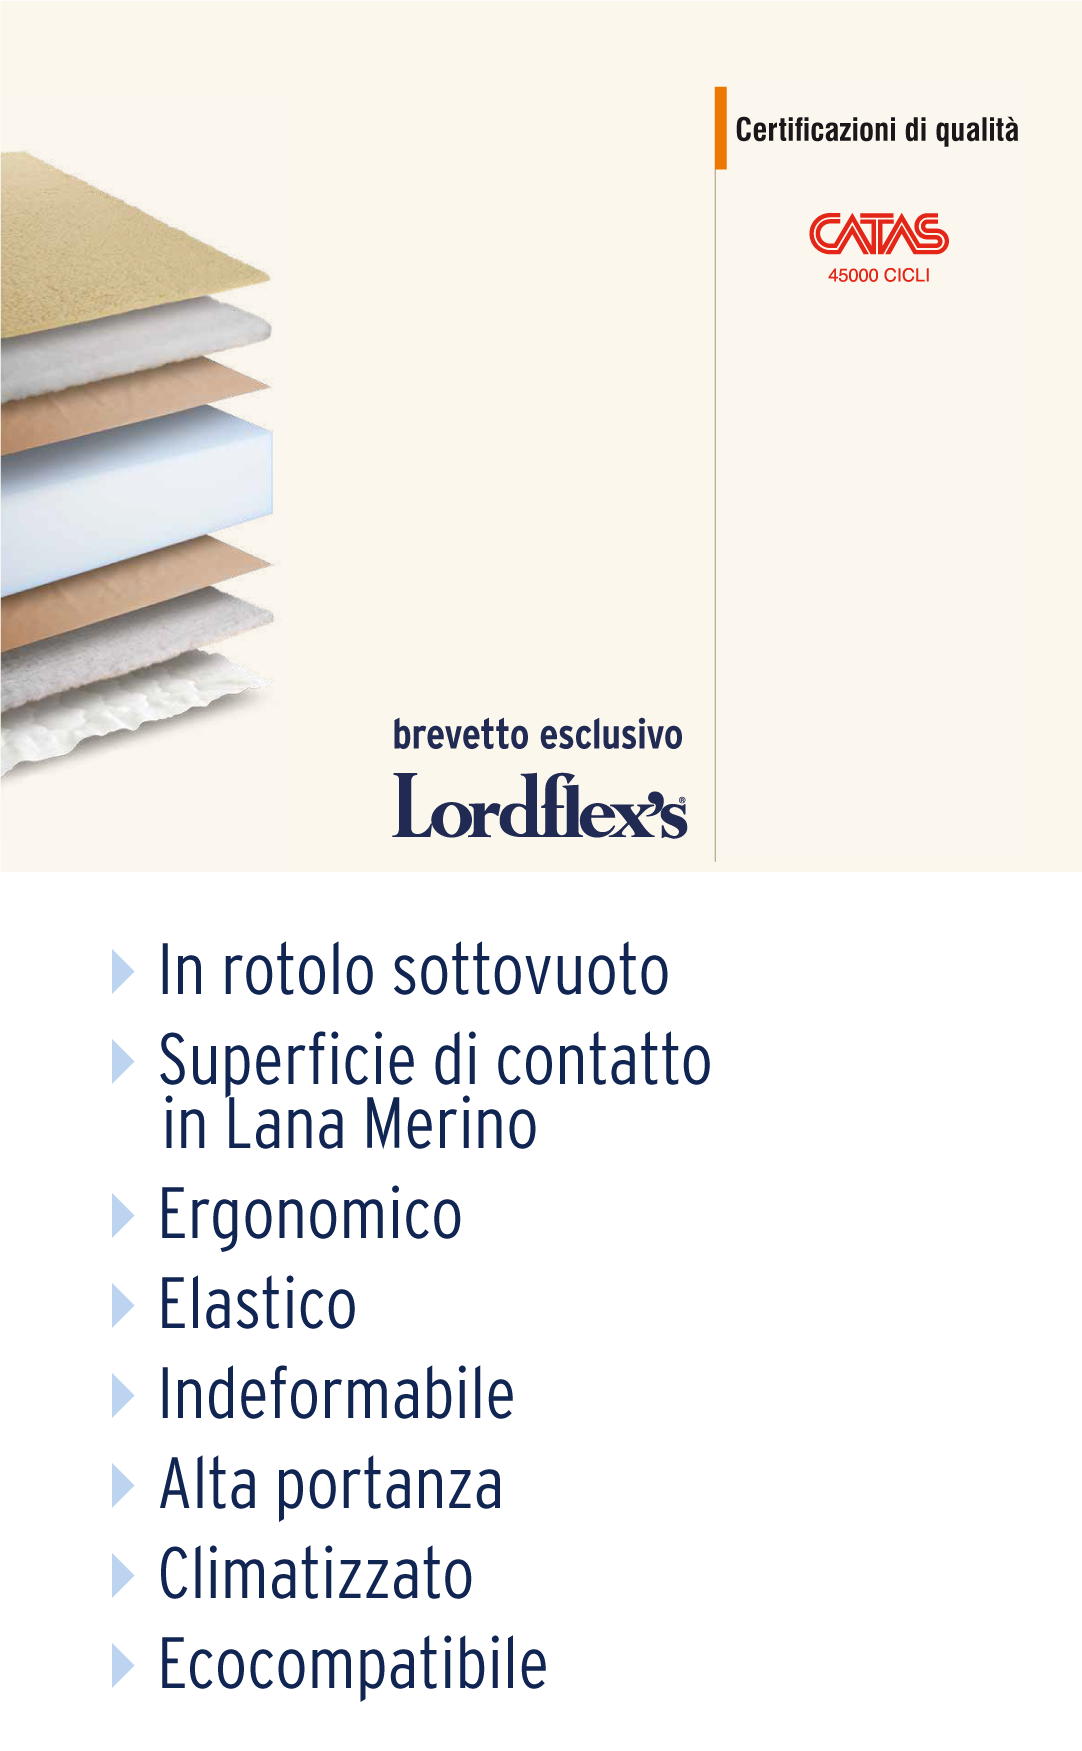 Certificazioni di qualità
CATAS
45000 CICLI
brevetto esclusivo
Lordflex's®
In rotolo sottovuoto
Superficie di contatto
in Lana Merino
Ergonomico
Elastico
Indeformabile
Alta portanza
Climatizzato
Ecocompatibile